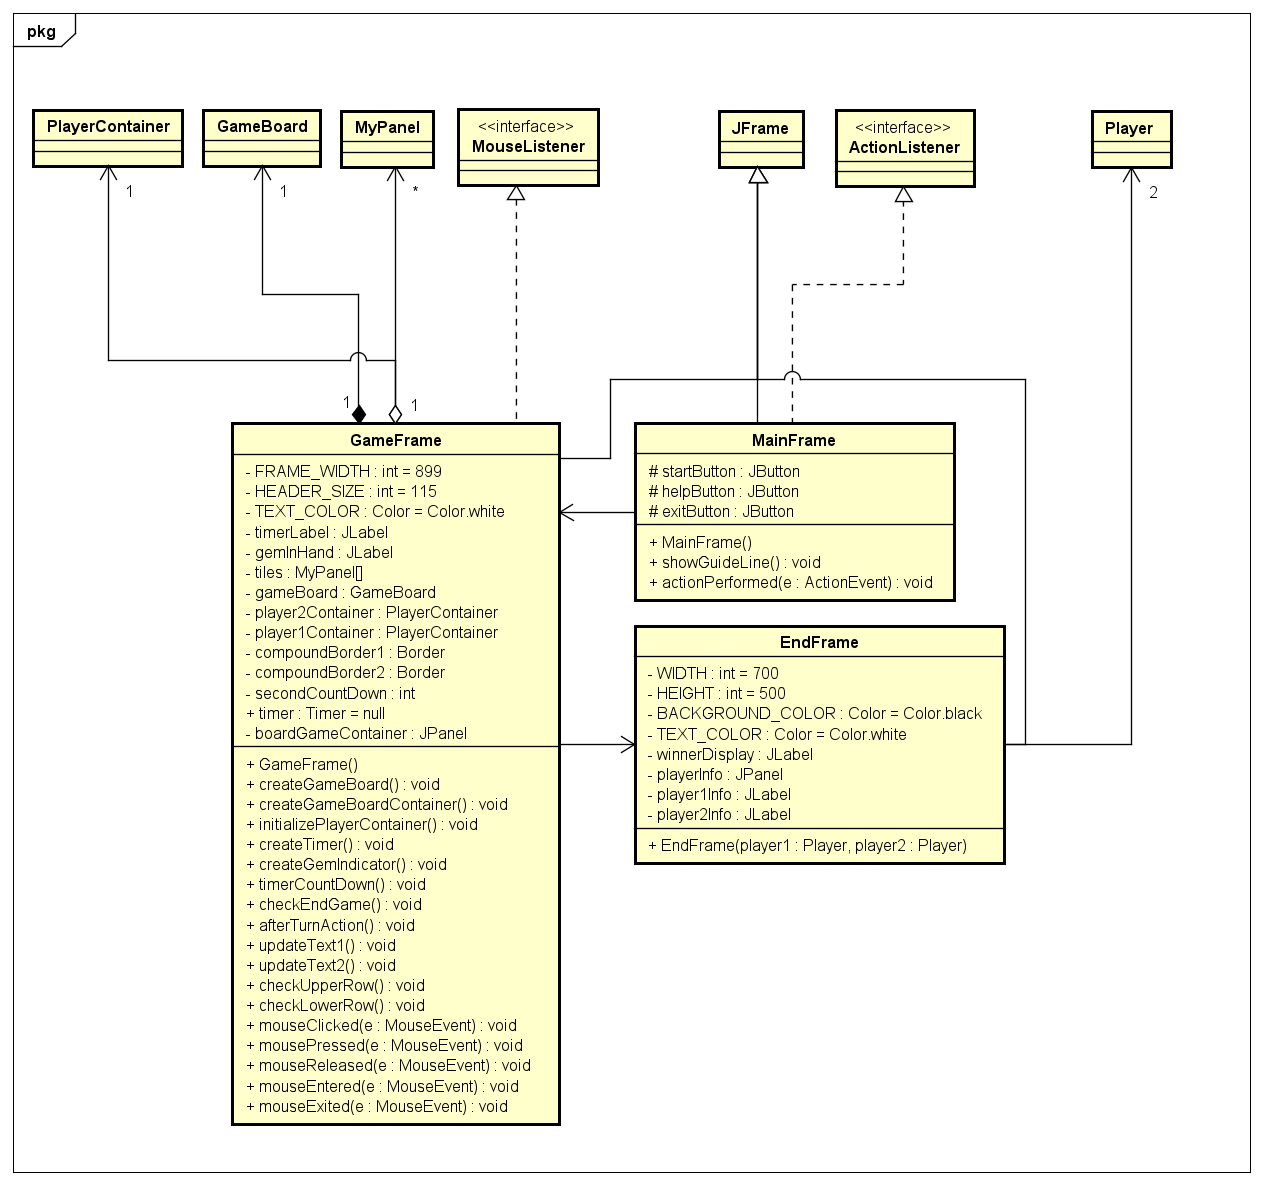 pkg
PlayerContainer
GameBoard
MyPanel
<<interface>>
MouseListener
JFrame
<<interface>>
ActionListener
Player
1
1
*
2
1
1
GameFrame
- FRAME_WIDTH : int = 899
- HEADER_SIZE : int = 115
- TEXT_COLOR : Color = Color.white
- timerLabel : JLabel
- gemInHand : JLabel
- tiles : MyPanel[]
- gameBoard : GameBoard
- player2Container : PlayerContainer
- player1Container : PlayerContainer
- compoundBorder1 : Border
- compoundBorder2 : Border
- secondCountDown : int
+ timer : Timer = null
- boardGameContainer : JPanel
+ GameFrame()
+ createGameBoard() : void
+ createGameBoardContainer() : void
+ initializePlayerContainer() : void
+ createTimer() : void
+ createGemIndicator() : void
+ timerCountDown() : void
+ checkEndGame() : void
+ afterTurnAction() : void
+ updateText1() : void
+ updateText2() : void
+ checkUpperRow() : void
+ checkLowerRow() : void
+ mouseClicked(e : MouseEvent) : void
+ mousePressed(e : MouseEvent) : void
+ mouseReleased(e : MouseEvent) : void
+ mouseEntered(e : MouseEvent) : void
+ mouseExited(e : MouseEvent) : void
MainFrame
# startButton : JButton
# helpButton : JButton
# exitButton : JButton
+ MainFrame()
+ showGuideLine() : void
+ actionPerformed(e : ActionEvent) : void
EndFrame
- WIDTH : int = 700
- HEIGHT : int = 500
- BACKGROUND_COLOR : Color = Color.black
- TEXT_COLOR : Color = Color.white
- winnerDisplay : JLabel
- playerInfo : JPanel
- player1Info : JLabel
- player2Info : JLabel
+ EndFrame(player1 : Player, player2 : Player)